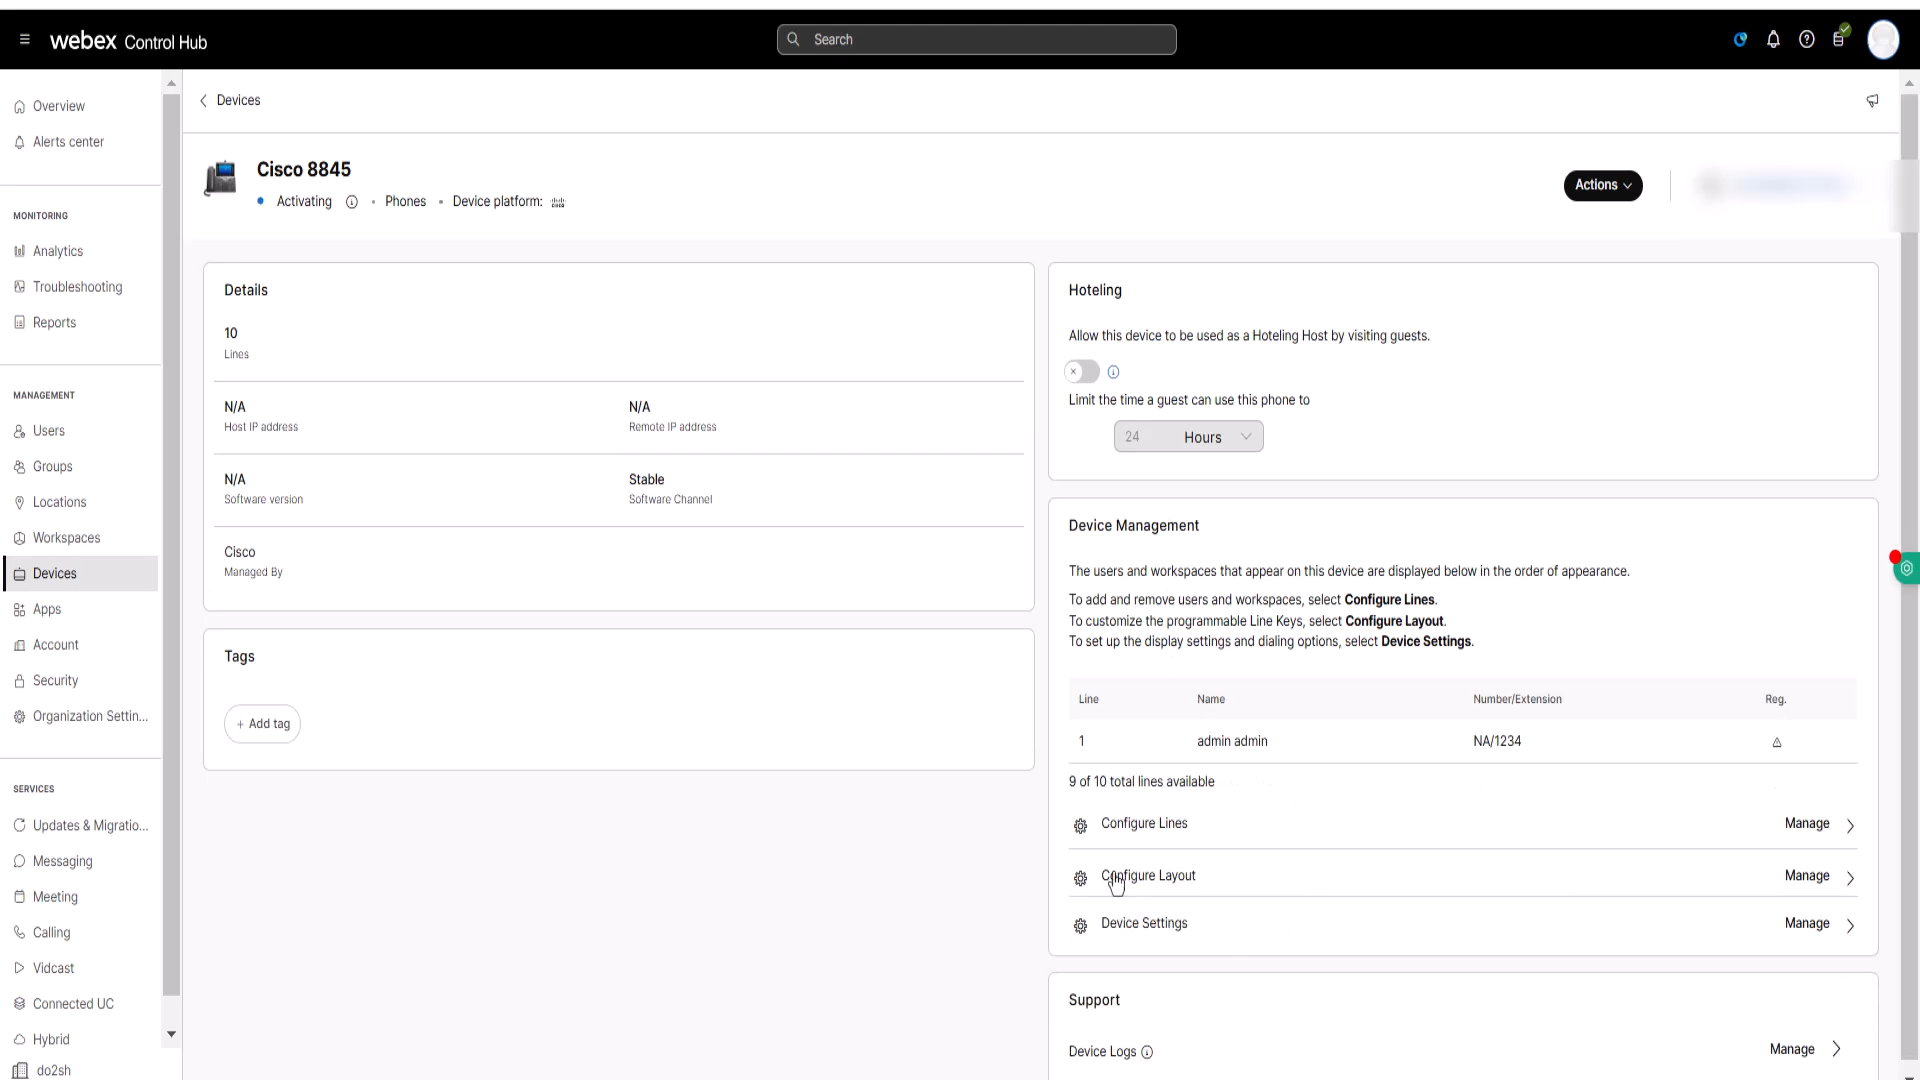 webex Control Hub
Search
Overview
Alerts center
MONITORING
Analytics
Troubleshooting
Reports
MANAGEMENT
Users
Groups
Locations
Workspaces
Devices
Apps
Account
Security
Organization Settin...
SERVICES
Updates & Migratio...
Messaging
Meeting
Calling
Vidcast
Connected UC
Hybrid
do2sh
Devices
Cisco 8845
Activating • Phones • Device platform:
Actions
Details
10
Lines
N/A N/A
Host IP address Remote IP address
N/A Stable
Software version Software Channel
Cisco
Managed By
Tags
+ Add tag
Hoteling
Allow this device to be used as a Hoteling Host by visiting guests.
Limit the time a guest can use this phone to
24 Hours
Device Management
The users and workspaces that appear on this device are displayed below in the order of appearance.
To add and remove users and workspaces, select Configure Lines.
To customize the programmable Line Keys, select Configure Layout.
To set up the display settings and dialing options, select Device Settings.
Line Name Number/Extension Reg.
1 admin admin NA/1234
9 of 10 total lines available
Configure Lines Manage
Configure Layout Manage
Device Settings Manage
Support
Device Logs Manage